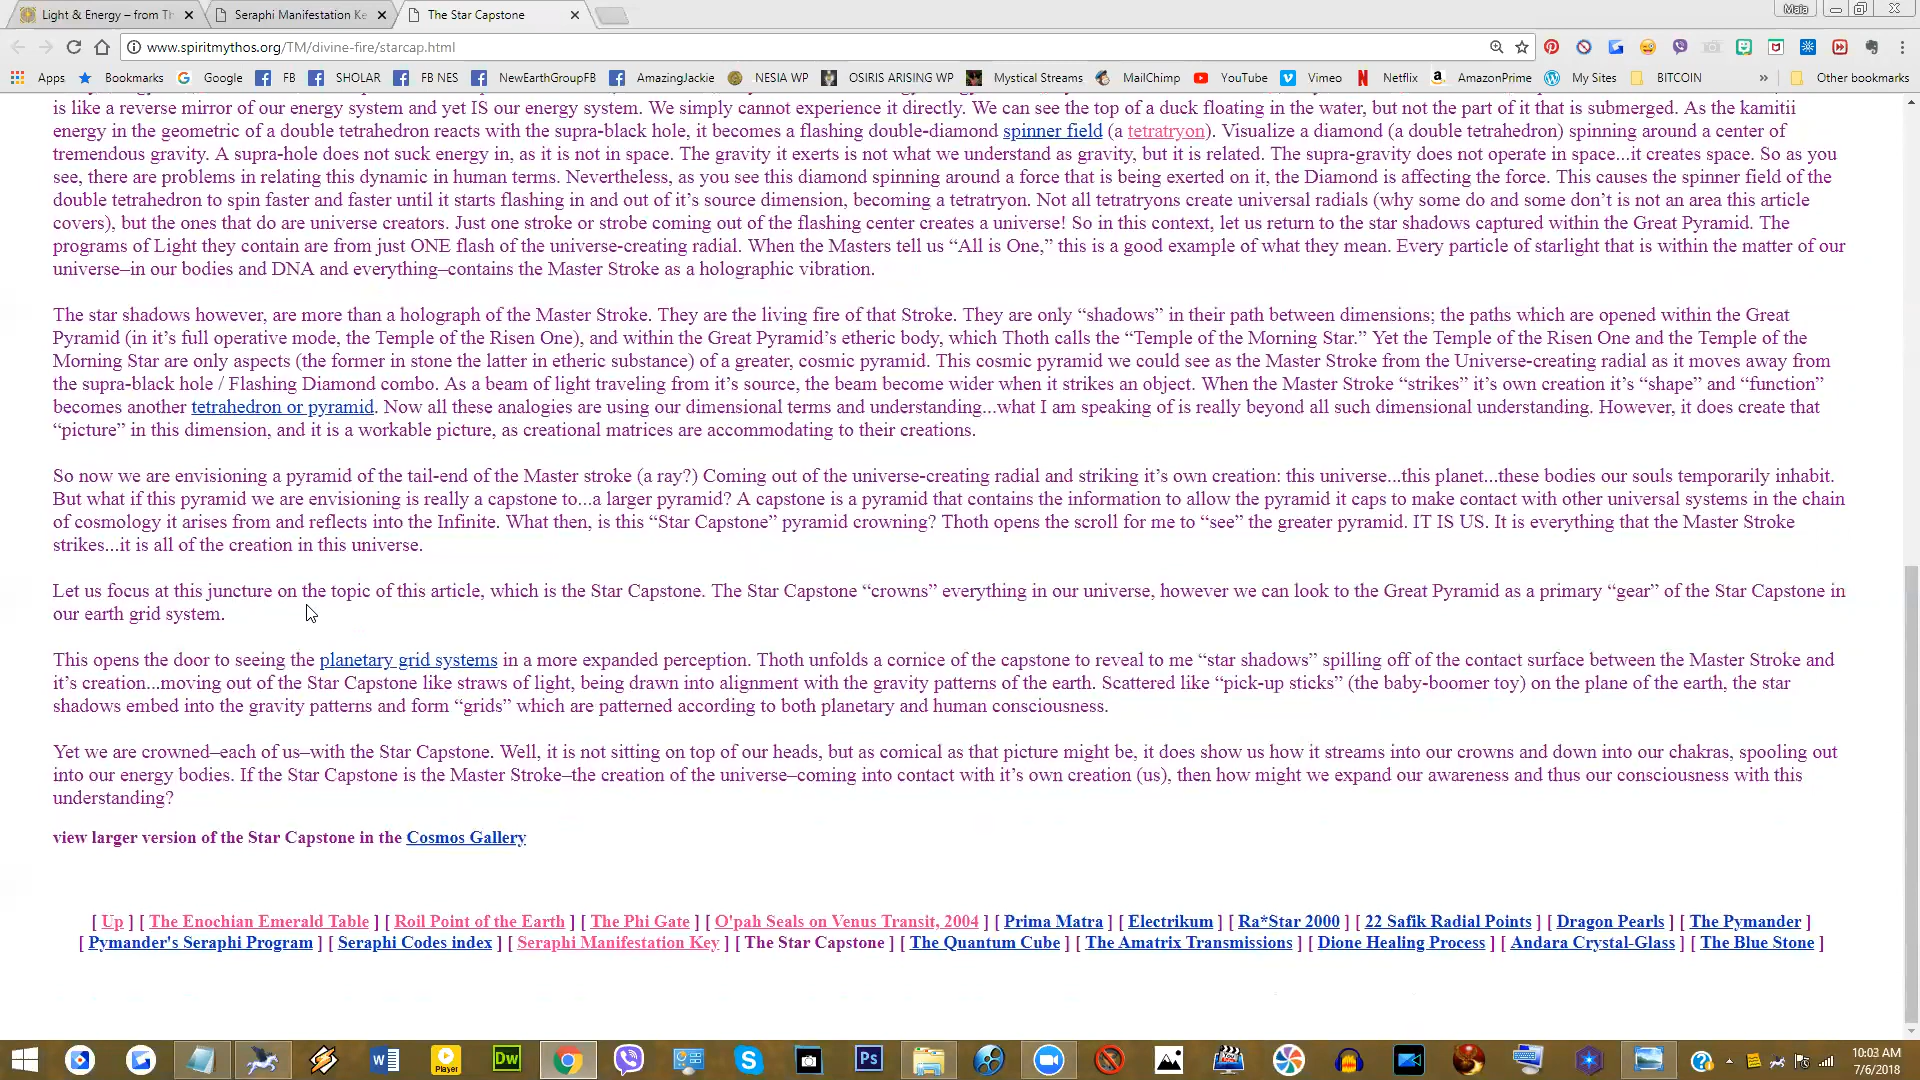 Light & Energy – from Th
Seraphi Manifestation Ke
The Star Capstone
Maia
www.spiritmythos.org/TM/divine-fire/starcap.html
Apps Bookmarks Google FB SHOLAR FB NES NewEarthGroupFB AmazingJackie NESIA WP OSIRIS ARISING WP Mystical Streams MailChimp YouTube Vimeo Netflix AmazonPrime My Sites BITCOIN » Other bookmarks
is like a reverse mirror of our energy system and yet IS our energy system. We simply cannot experience it directly. We can see the top of a duck floating in the water, but not the part of it that is submerged. As the kamitii
energy in the geometric of a double tetrahedron reacts with the supra-black hole, it becomes a flashing double-diamond spinner field (a tetratryon). Visualize a diamond (a double tetrahedron) spinning around a center of
tremendous gravity. A supra-hole does not suck energy in, as it is not in space. The gravity it exerts is not what we understand as gravity, but it is related. The supra-gravity does not operate in space...it creates space. So as you
see, there are problems in relating this dynamic in human terms. Nevertheless, as you see this diamond spinning around a force that is being exerted on it, the Diamond is affecting the force. This causes the spinner field of the
double tetrahedron to spin faster and faster until it starts flashing in and out of it’s source dimension, becoming a tetratryon. Not all tetratryons create universal radials (why some do and some don’t is not an area this article
covers), but the ones that do are universe creators. Just one stroke or strobe coming out of the flashing center creates a universe! So in this context, let us return to the star shadows captured within the Great Pyramid. The
programs of Light they contain are from just ONE flash of the universe-creating radial. When the Masters tell us “All is One,” this is a good example of what they mean. Every particle of starlight that is within the matter of our
universe–in our bodies and DNA and everything–contains the Master Stroke as a holographic vibration.
The star shadows however, are more than a holograph of the Master Stroke. They are the living fire of that Stroke. They are only “shadows” in their path between dimensions; the paths which are opened within the Great
Pyramid (in it’s full operative mode, the Temple of the Risen One), and within the Great Pyramid’s etheric body, which Thoth calls the “Temple of the Morning Star.” Yet the Temple of the Risen One and the Temple of the
Morning Star are only aspects (the former in stone the latter in etheric substance) of a greater, cosmic pyramid. This cosmic pyramid we could see as the Master Stroke from the Universe-creating radial as it moves away from
the supra-black hole / Flashing Diamond combo. As a beam of light traveling from it’s source, the beam become wider when it strikes an object. When the Master Stroke “strikes” it’s own creation it’s “shape” and “function”
becomes another tetrahedron or pyramid. Now all these analogies are using our dimensional terms and understanding...what I am speaking of is really beyond all such dimensional understanding. However, it does create that
“picture” in this dimension, and it is a workable picture, as creational matrices are accommodating to their creations.
So now we are envisioning a pyramid of the tail-end of the Master stroke (a ray?) Coming out of the universe-creating radial and striking it’s own creation: this universe...this planet...these bodies our souls temporarily inhabit.
But what if this pyramid we are envisioning is really a capstone to...a larger pyramid? A capstone is a pyramid that contains the information to allow the pyramid it caps to make contact with other universal systems in the chain
of cosmology it arises from and reflects into the Infinite. What then, is this “Star Capstone” pyramid crowning? Thoth opens the scroll for me to “see” the greater pyramid. IT IS US. It is everything that the Master Stroke
strikes...it is all of the creation in this universe.
Let us focus at this juncture on the topic of this article, which is the Star Capstone. The Star Capstone “crowns” everything in our universe, however we can look to the Great Pyramid as a primary “gear” of the Star Capstone in
our earth grid system.
This opens the door to seeing the planetary grid systems in a more expanded perception. Thoth unfolds a cornice of the capstone to reveal to me “star shadows” spilling off of the contact surface between the Master Stroke and
it’s creation...moving out of the Star Capstone like straws of light, being drawn into alignment with the gravity patterns of the earth. Scattered like “pick-up sticks” (the baby-boomer toy) on the plane of the earth, the star
shadows embed into the gravity patterns and form “grids” which are patterned according to both planetary and human consciousness.
Yet we are crowned–each of us–with the Star Capstone. Well, it is not sitting on top of our heads, but as comical as that picture might be, it does show us how it streams into our crowns and down into our chakras, spooling out
into our energy bodies. If the Star Capstone is the Master Stroke–the creation of the universe–coming into contact with it’s own creation (us), then how might we expand our awareness and thus our consciousness with this
understanding?
view larger version of the Star Capstone in the Cosmos Gallery
[ Up ] [ The Enochian Emerald Table ] [ Roil Point of the Earth ] [ The Phi Gate ] [ O'pah Seals on Venus Transit, 2004 ] [ Prima Matra ] [ Electrikum ] [ Ra*Star 2000 ] [ 22 Safik Radial Points ] [ Dragon Pearls ] [ The Pymander ]
[ Pymander's Seraphi Program ] [ Seraphi Codes index ] [ Seraphi Manifestation Key ] [ The Star Capstone ] [ The Quantum Cube ] [ The Amatrix Transmissions ] [ Dione Healing Process ] [ Andara Crystal-Glass ] [ The Blue Stone ]
Player
Dw
Ps
10:03 AM
7/6/2018